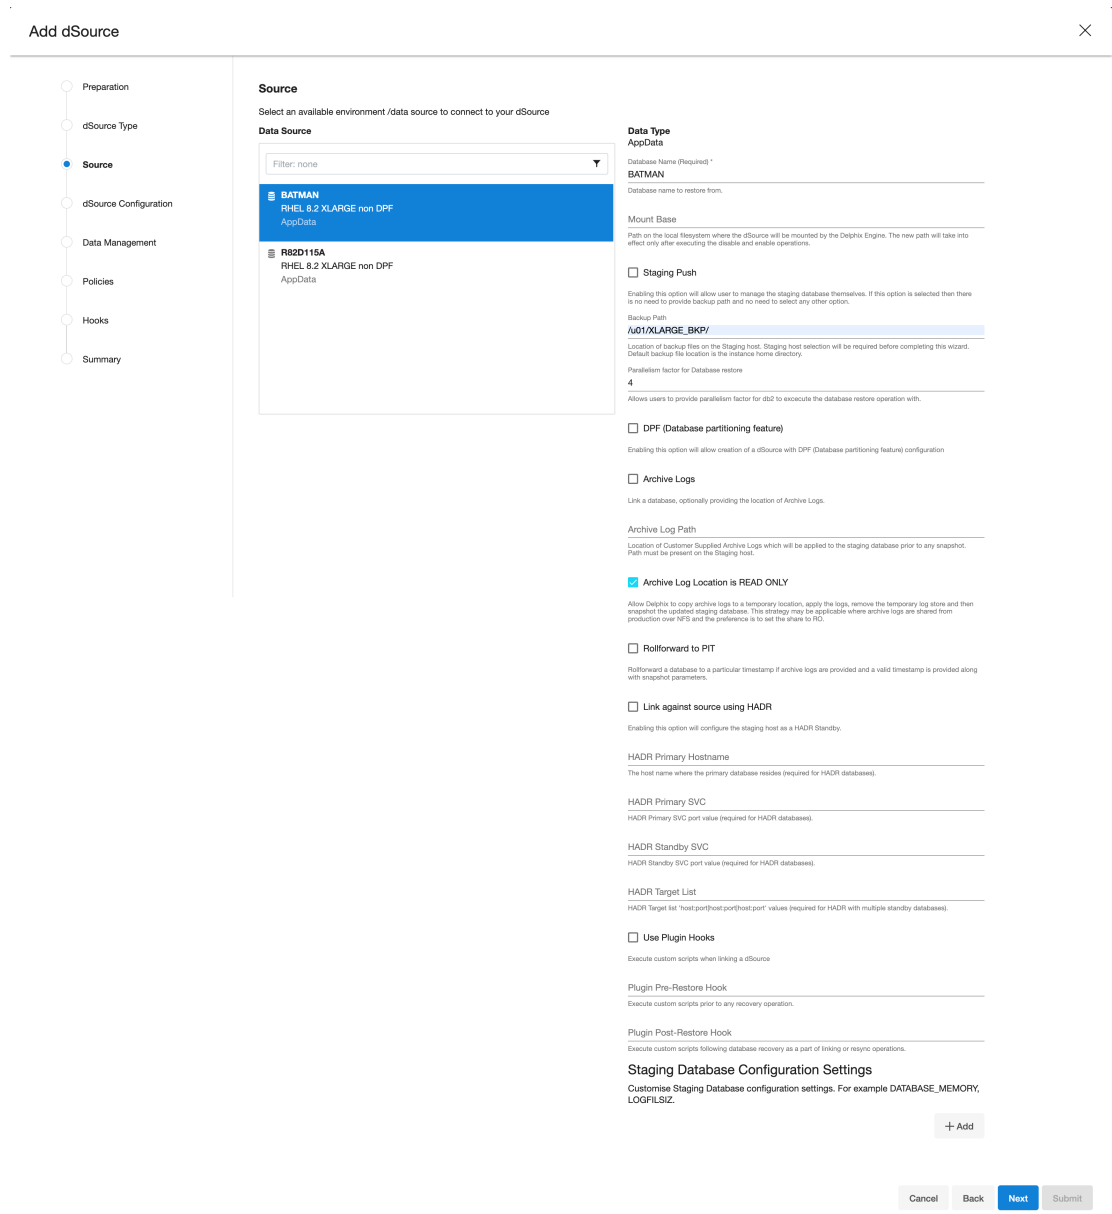 Add dSource
Preparation
dSource Type
Source
dSource Configuration
Data Management
Policies
Hooks
Summary
Source
Select an available environment /data source to connect to your dSource
Data Source
Filter: none
BATMAN
RHEL 8.2 XLARGE non DPF
AppData
R82D115A
RHEL 8.2 XLARGE non DPF
AppData
Data Type
AppData
Database Name (Required) *
BATMAN
Database name to restore from.
Mount Base
Path on the local filesystem where the dSource will be mounted by the Delphix Engine. The new path will take into
effect only after executing the disable and enable operations.
Staging Push
Enabling this option will allow user to manage the staging database themselves. If this option is selected then there
is no need to provide backup path and no need to select any other option.
Backup Path
/u01/XLARGE_BKP/
Location of backup files on the Staging host. Staging host selection will be required before completing this wizard.
Default backup file location is the instance home directory.
Parallelism factor for Database restore
4
Allows users to provide parallelism factor for db2 to excecute the database restore operation with.
DPF (Database partitioning feature)
Enabling this option will allow creation of a dSource with DPF (Database partitioning feature) configuration
Archive Logs
Link a database, optionally providing the location of Archive Logs.
Archive Log Path
Location of Customer Supplied Archive Logs which will be applied to the staging database prior to any snapshot.
Path must be present on the Staging host.
Archive Log Location is READ ONLY
Allow Delphix to copy archive logs to a temporary location, apply the logs, remove the temporary log store and then
snapshot the updated staging database. This strategy may be applicable where archive logs are shared from
production over NFS and the preference is to set the share to RO.
Rollforward to PIT
Rollforward a database to a particular timestamp if archive logs are provided and a valid timestamp is provided along
with snapshot parameters.
Link against source using HADR
Enabling this option will configure the staging host as a HADR Standby.
HADR Primary Hostname
The host name where the primary database resides (required for HADR databases).
HADR Primary SVC
HADR Primary SVC port value (required for HADR databases).
HADR Standby SVC
HADR Standby SVC port value (required for HADR databases).
HADR Target List
HADR Target list 'host:port|host:port|host:port' values (required for HADR with multiple standby databases).
Use Plugin Hooks
Execute custom scripts when linking a dSource
Plugin Pre-Restore Hook
Execute custom scripts prior to any recovery operation.
Plugin Post-Restore Hook
Execute custom scripts following database recovery as a part of linking or resync operations.
Staging Database Configuration Settings
Customise Staging Database configuration settings. For example DATABASE_MEMORY,
LOGFILSIZ.
+ Add
Cancel
Back
Next
Submit